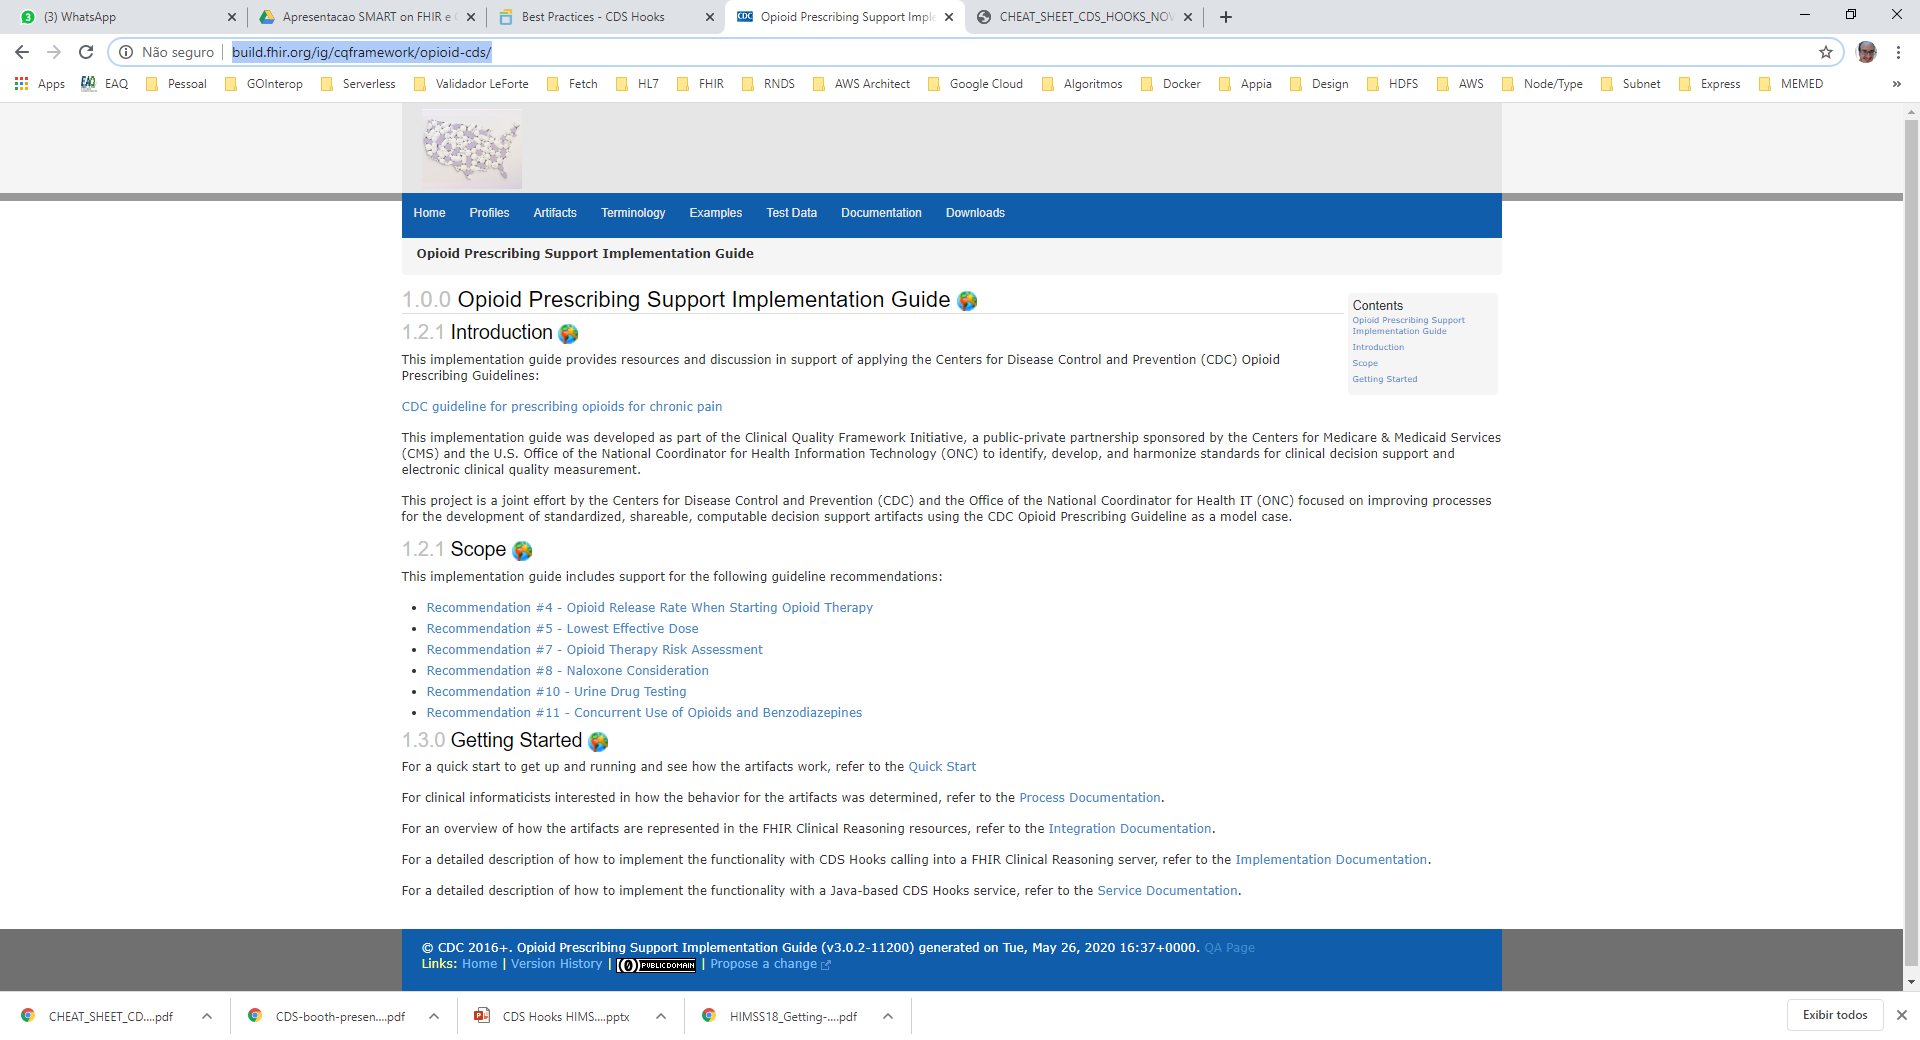 3 (3) WhatsApp
Apresentacao SMART on FHIR e C
Best Practices - CDS Hooks
CDC Opioid Prescribing Support Imple
CHEAT_SHEET_CDS_HOOKS_NOV
Não seguro build.fhir.org/ig/cqframework/opioid-cds/
Apps EAQ EAQ Pessoal GOInterop Serverless Validador LeForte Fetch HL7 FHIR RNDS AWS Architect Google Cloud Algoritmos Docker Appia Design HDFS AWS Node/Type Subnet Express MEMED »
Home Profiles Artifacts Terminology Examples Test Data Documentation Downloads
Opioid Prescribing Support Implementation Guide
1.0.0 Opioid Prescribing Support Implementation Guide
Contents
Opioid Prescribing Support
Implementation Guide
Introduction
Scope
Getting Started
1.2.1 Introduction
This implementation guide provides resources and discussion in support of applying the Centers for Disease Control and Prevention (CDC) Opioid
Prescribing Guidelines:
CDC guideline for prescribing opioids for chronic pain
This implementation guide was developed as part of the Clinical Quality Framework Initiative, a public-private partnership sponsored by the Centers for Medicare & Medicaid Services
(CMS) and the U.S. Office of the National Coordinator for Health Information Technology (ONC) to identify, develop, and harmonize standards for clinical decision support and
electronic clinical quality measurement.
This project is a joint effort by the Centers for Disease Control and Prevention (CDC) and the Office of the National Coordinator for Health IT (ONC) focused on improving processes
for the development of standardized, shareable, computable decision support artifacts using the CDC Opioid Prescribing Guideline as a model case.
1.2.1 Scope
This implementation guide includes support for the following guideline recommendations:
• Recommendation #4 - Opioid Release Rate When Starting Opioid Therapy
• Recommendation #5 - Lowest Effective Dose
• Recommendation #7 - Opioid Therapy Risk Assessment
• Recommendation #8 - Naloxone Consideration
• Recommendation #10 - Urine Drug Testing
• Recommendation #11 - Concurrent Use of Opioids and Benzodiazepines
1.3.0 Getting Started
For a quick start to get up and running and see how the artifacts work, refer to the Quick Start
For clinical informaticists interested in how the behavior for the artifacts was determined, refer to the Process Documentation.
For an overview of how the artifacts are represented in the FHIR Clinical Reasoning resources, refer to the Integration Documentation.
For a detailed description of how to implement the functionality with CDS Hooks calling into a FHIR Clinical Reasoning server, refer to the Implementation Documentation.
For a detailed description of how to implement the functionality with a Java-based CDS Hooks service, refer to the Service Documentation.
© CDC 2016+. Opioid Prescribing Support Implementation Guide (v3.0.2-11200) generated on Tue, May 26, 2020 16:37+0000. QA Page
Links: Home | Version History | PUBLIC DOMAIN | Propose a change
CHEAT_SHEET_CD....pdf
CDS-booth-presen....pdf
CDS Hooks HIMS....pptx
HIMSS18_Getting-....pdf
Exibir todos